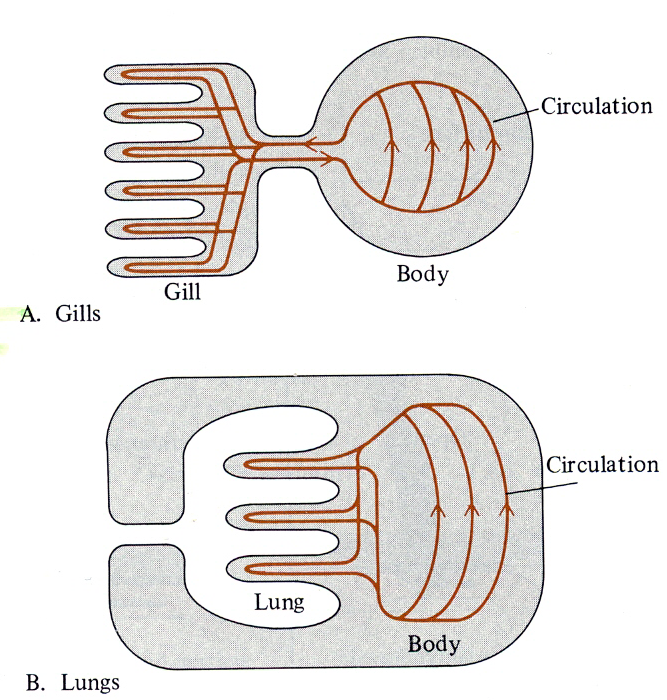 Circulation
Body
Gill
A. Gills
Circulation
Lung
Body
B. Lungs